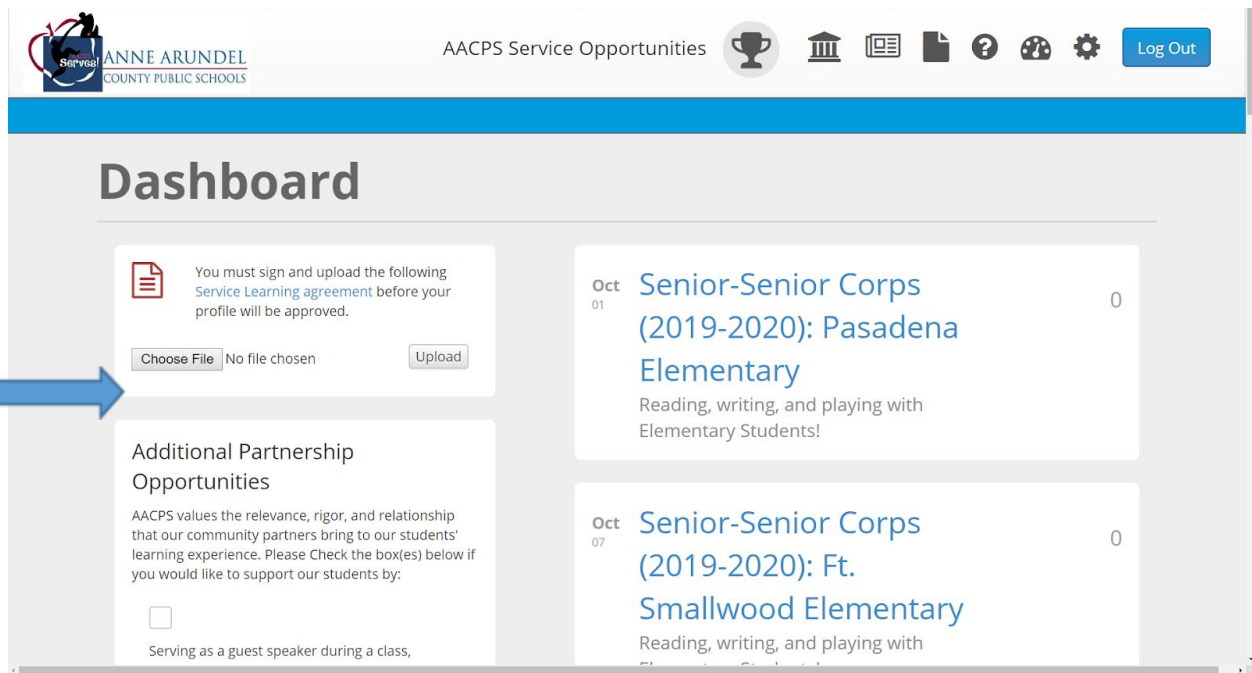 Serves!
ANNE ARUNDEL
COUNTY PUBLIC SCHOOLS
AACPS Service Opportunities
Log Out
Dashboard
You must sign and upload the following
Service Learning agreement before your
profile will be approved.
Choose File No file chosen
Upload
Additional Partnership
Opportunities
AACPS values the relevance, rigor, and relationship
that our community partners bring to our students'
learning experience. Please Check the box(es) below if
you would like to support our students by:
Serving as a guest speaker during a class,
Oct
01
Senior-Senior Corps
(2019-2020): Pasadena
Elementary
0
Reading, writing, and playing with
Elementary Students!
Oct
07
Senior-Senior Corps
(2019-2020): Ft.
Smallwood Elementary
0
Reading, writing, and playing with